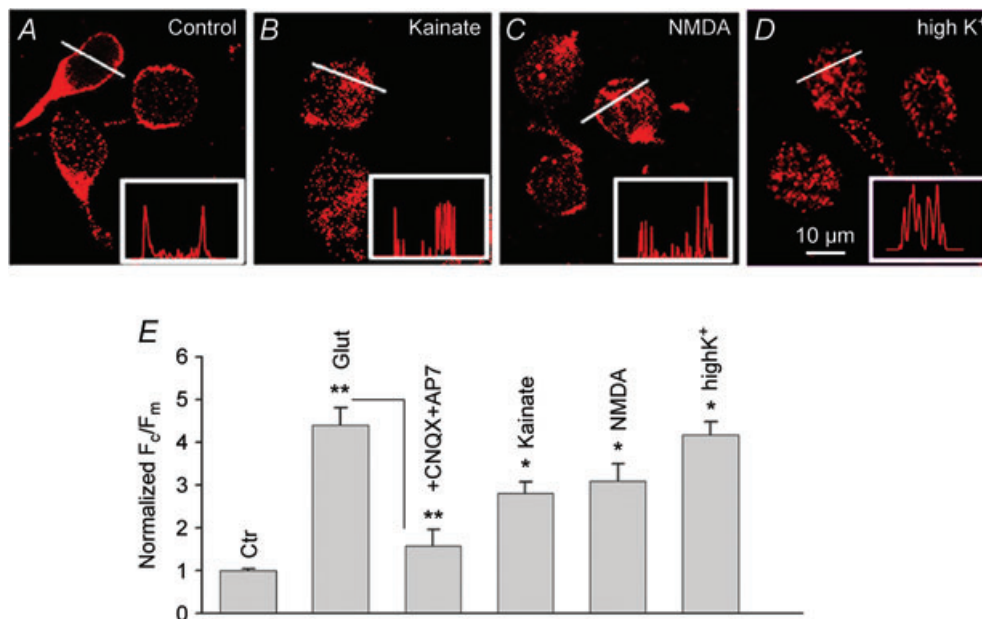 A Control
B Kainate
C NMDA
D high K⁺
10 µm
E
Normalized Fc/Fm
6
5
4
3
2
1
0
Ctr
** Glut
** +CNQX+AP7
* Kainate
* NMDA
* highK⁺